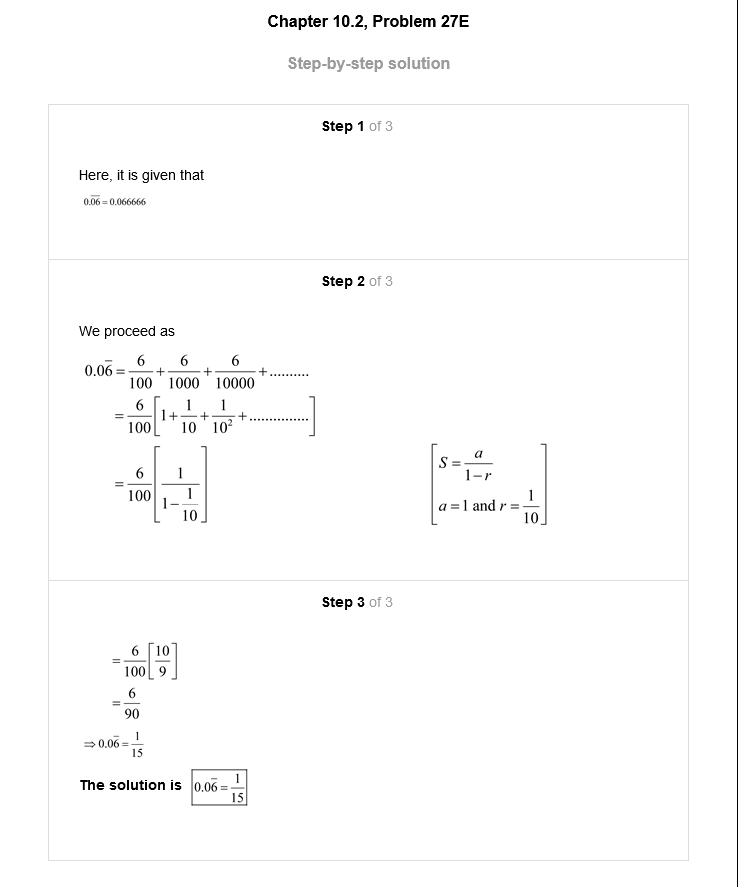 Chapter 10.2, Problem 27E
Step-by-step solution
Step 1 of 3
Here, it is given that
0.\overline{06} = 0.066666
Step 2 of 3
We proceed as
0.0\overline{6} = \frac{6}{100} + \frac{6}{1000} + \frac{6}{10000} + ..........
= \frac{6}{100} \left[ 1 + \frac{1}{10} + \frac{1}{10^2} + ............... \right]
= \frac{6}{100} \left[ \frac{1}{1 - \frac{1}{10}} \right] \left[ S = \frac{a}{1-r} \\ a = 1 \text{ and } r = \frac{1}{10} \right]
Step 3 of 3
= \frac{6}{100} \left[ \frac{10}{9} \right]
= \frac{6}{90}
\Rightarrow 0.0\overline{6} = \frac{1}{15}
The solution is 0.0\overline{6} = \frac{1}{15}